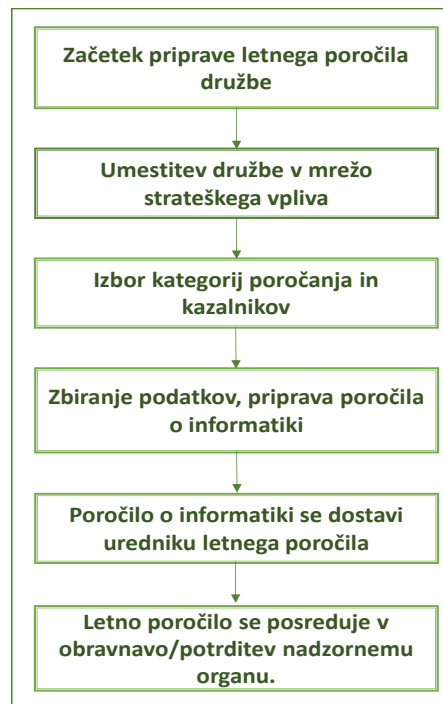 Začetek priprave letnega poročila
družbe
Umestitev družbe v mrežo
strateškega vpliva
Izbor kategorij poročanja in
kazalnikov
Zbiranje podatkov, priprava poročila
o informatiki
Poročilo o informatiki se dostavi
uredniku letnega poročila
Letno poročilo se posreduje v
obravnavo/potrditev nadzornemu
organu.